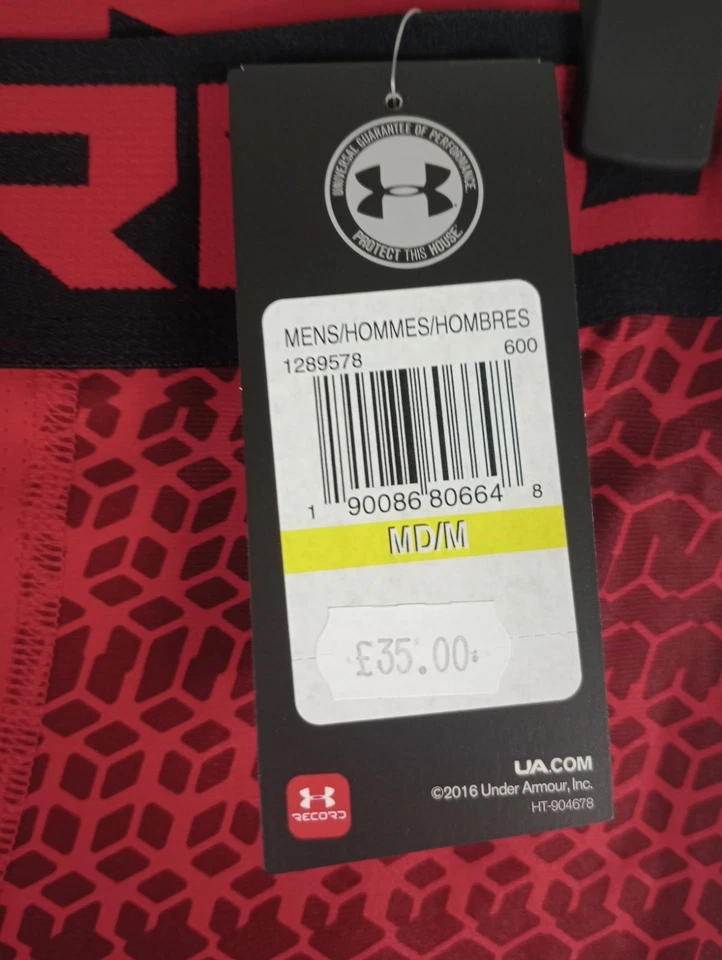 UNIVERSAL GUARANTEE OF PERFORMANCE
PROTECT THIS HOUSE.
MENS/HOMMES/HOMBRES
1289578 600
1 90086 80664 8
MD/M
£35.00
UA.COM
©2016 Under Armour, Inc.
HT-904678
RECORD